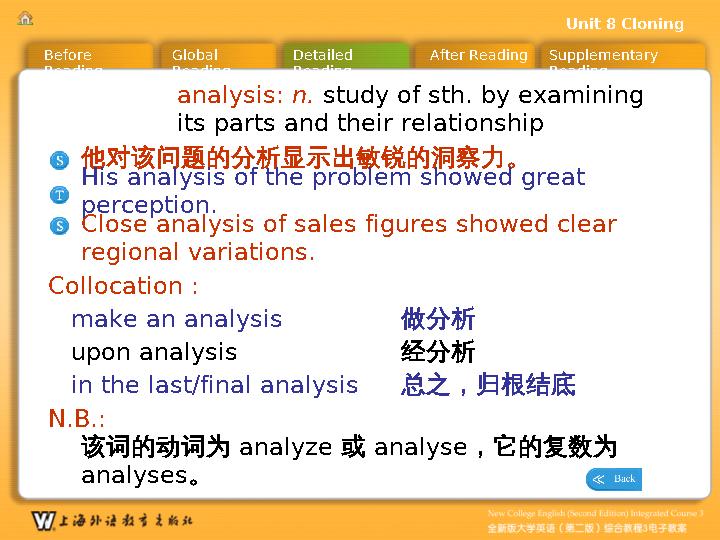 Unit 8 Cloning
Before Reading
Global Reading
Detailed Reading
After Reading
Supplementary Reading
analysis: n. study of sth. by examining
its parts and their relationship
S
他对该问题的分析显示出敏锐的洞察力。
T
His analysis of the problem showed great
perception.
S
Close analysis of sales figures showed clear
regional variations.
Collocation :
make an analysis 做分析
upon analysis 经分析
in the last/final analysis 总之，归根结底
N.B.:
该词的动词为 analyze 或 analyse，它的复数为
analyses。
Back
W 上海外语教育出版社
New College English (Second Edition) Integrated Course 3
全新版大学英语（第二版）综合教程3电子教案